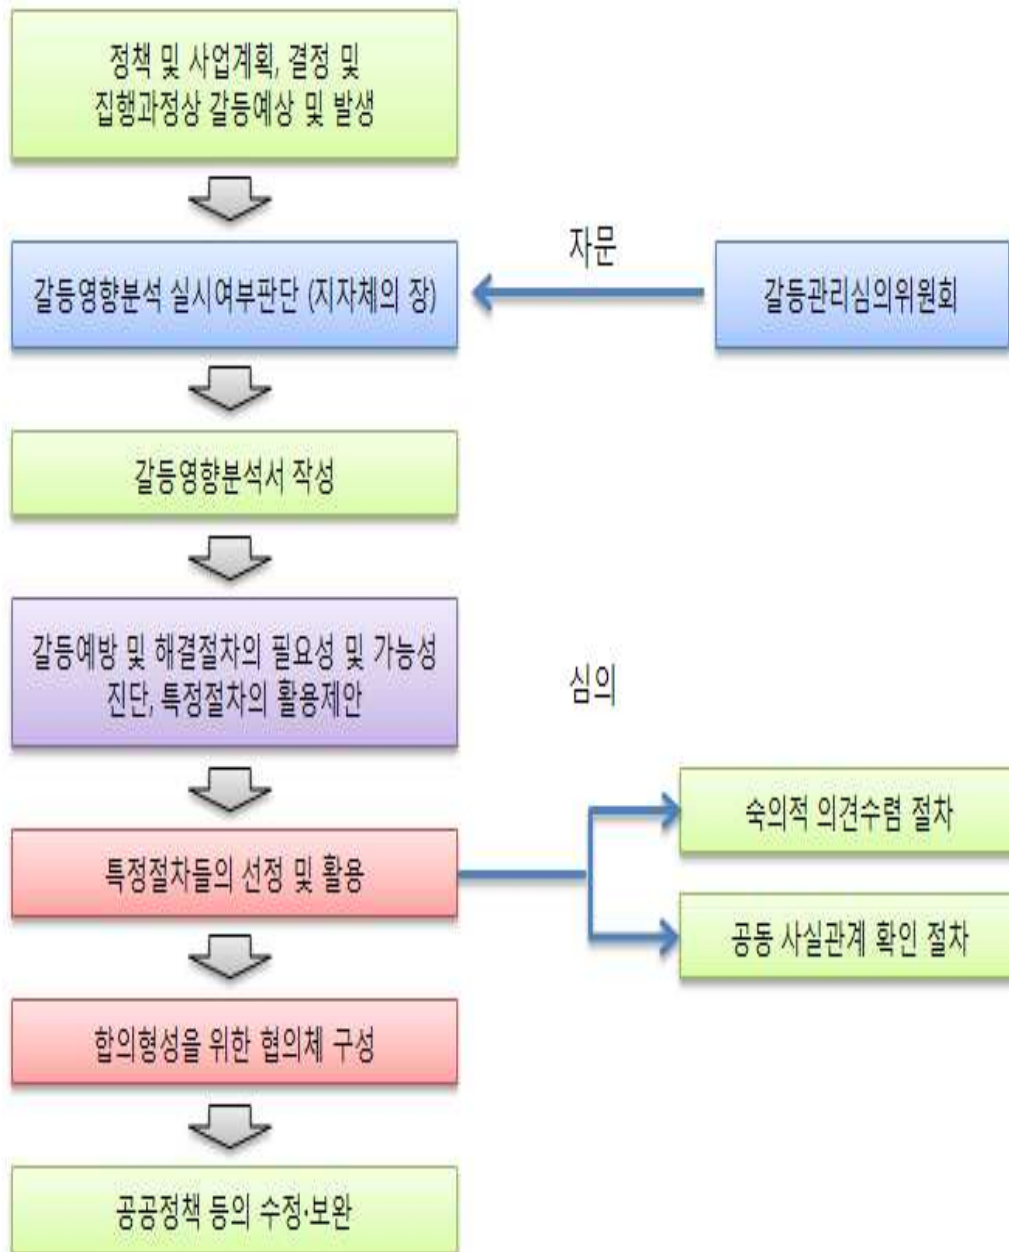 정책 및 사업계획, 결정 및
집행과정상 갈등예상 및 발생
갈등영향분석 실시여부판단 (지자체의 장)
자문
갈등관리심의위원회
갈등영향분석서 작성
갈등예방 및 해결절차의 필요성 및 가능성
진단, 특정절차의 활용제안
심의
특정절차들의 선정 및 활용
숙의적 의견수렴 절차
공동 사실관계 확인 절차
합의형성을 위한 협의체 구성
공공정책 등의 수정·보완